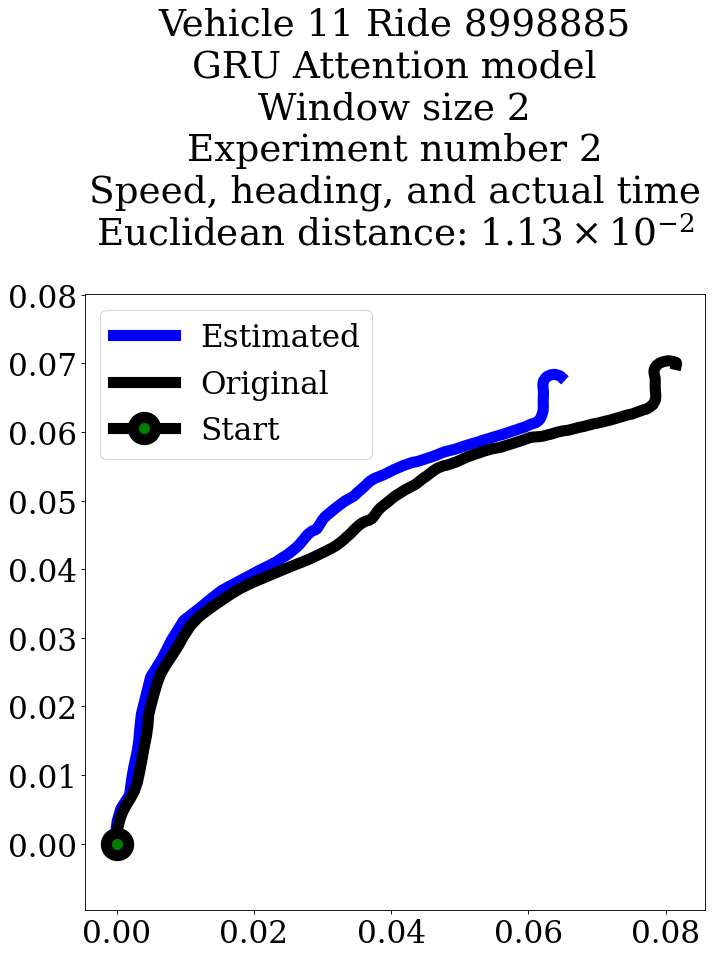 Vehicle 11 Ride 8998885
GRU Attention model
Window size 2
Experiment number 2
Speed, heading, and actual time
Euclidean distance: 1.13 × 10⁻²
0.08
0.07
0.06
0.05
0.04
0.03
0.02
0.01
0.00
Estimated
Original
Start
0.00 0.02 0.04 0.06 0.08